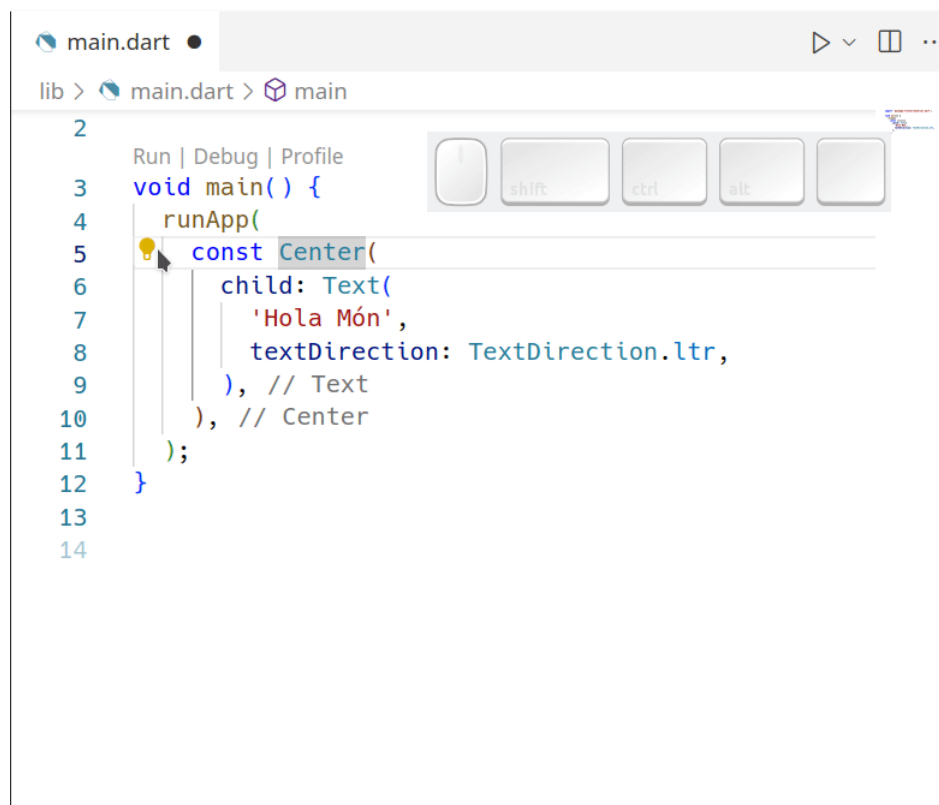 main.dart ●
lib > main.dart > main
2
Run | Debug | Profile
shift ctrl alt
3 void main() {
4 runApp(
5 const Center(
6 child: Text(
7 'Hola Món',
8 textDirection: TextDirection.ltr,
9 ), // Text
10 ), // Center
11 );
12 }
13
14